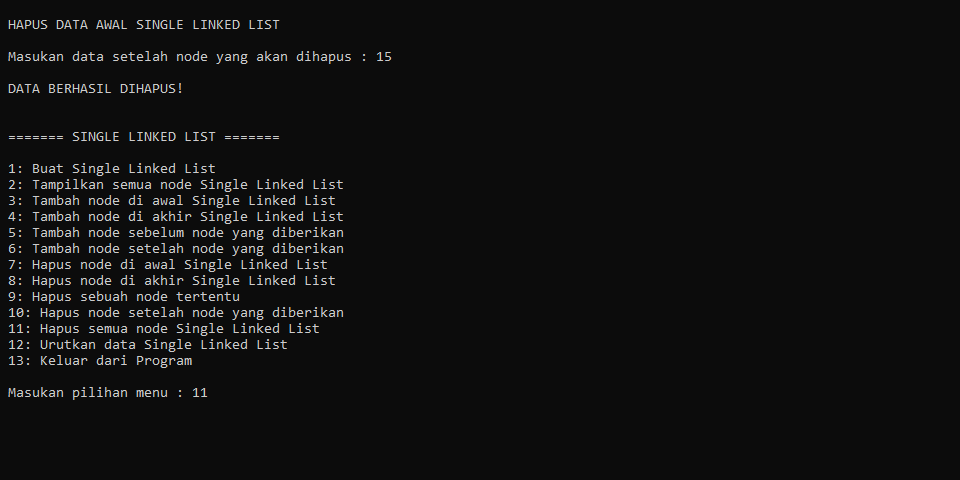 HAPUS DATA AWAL SINGLE LINKED LIST
Masukan data setelah node yang akan dihapus : 15
DATA BERHASIL DIHAPUS!
======= SINGLE LINKED LIST =======
1: Buat Single Linked List
2: Tampilkan semua node Single Linked List
3: Tambah node di awal Single Linked List
4: Tambah node di akhir Single Linked List
5: Tambah node sebelum node yang diberikan
6: Tambah node setelah node yang diberikan
7: Hapus node di awal Single Linked List
8: Hapus node di akhir Single Linked List
9: Hapus sebuah node tertentu
10: Hapus node setelah node yang diberikan
11: Hapus semua node Single Linked List
12: Urutkan data Single Linked List
13: Keluar dari Program
Masukan pilihan menu : 11